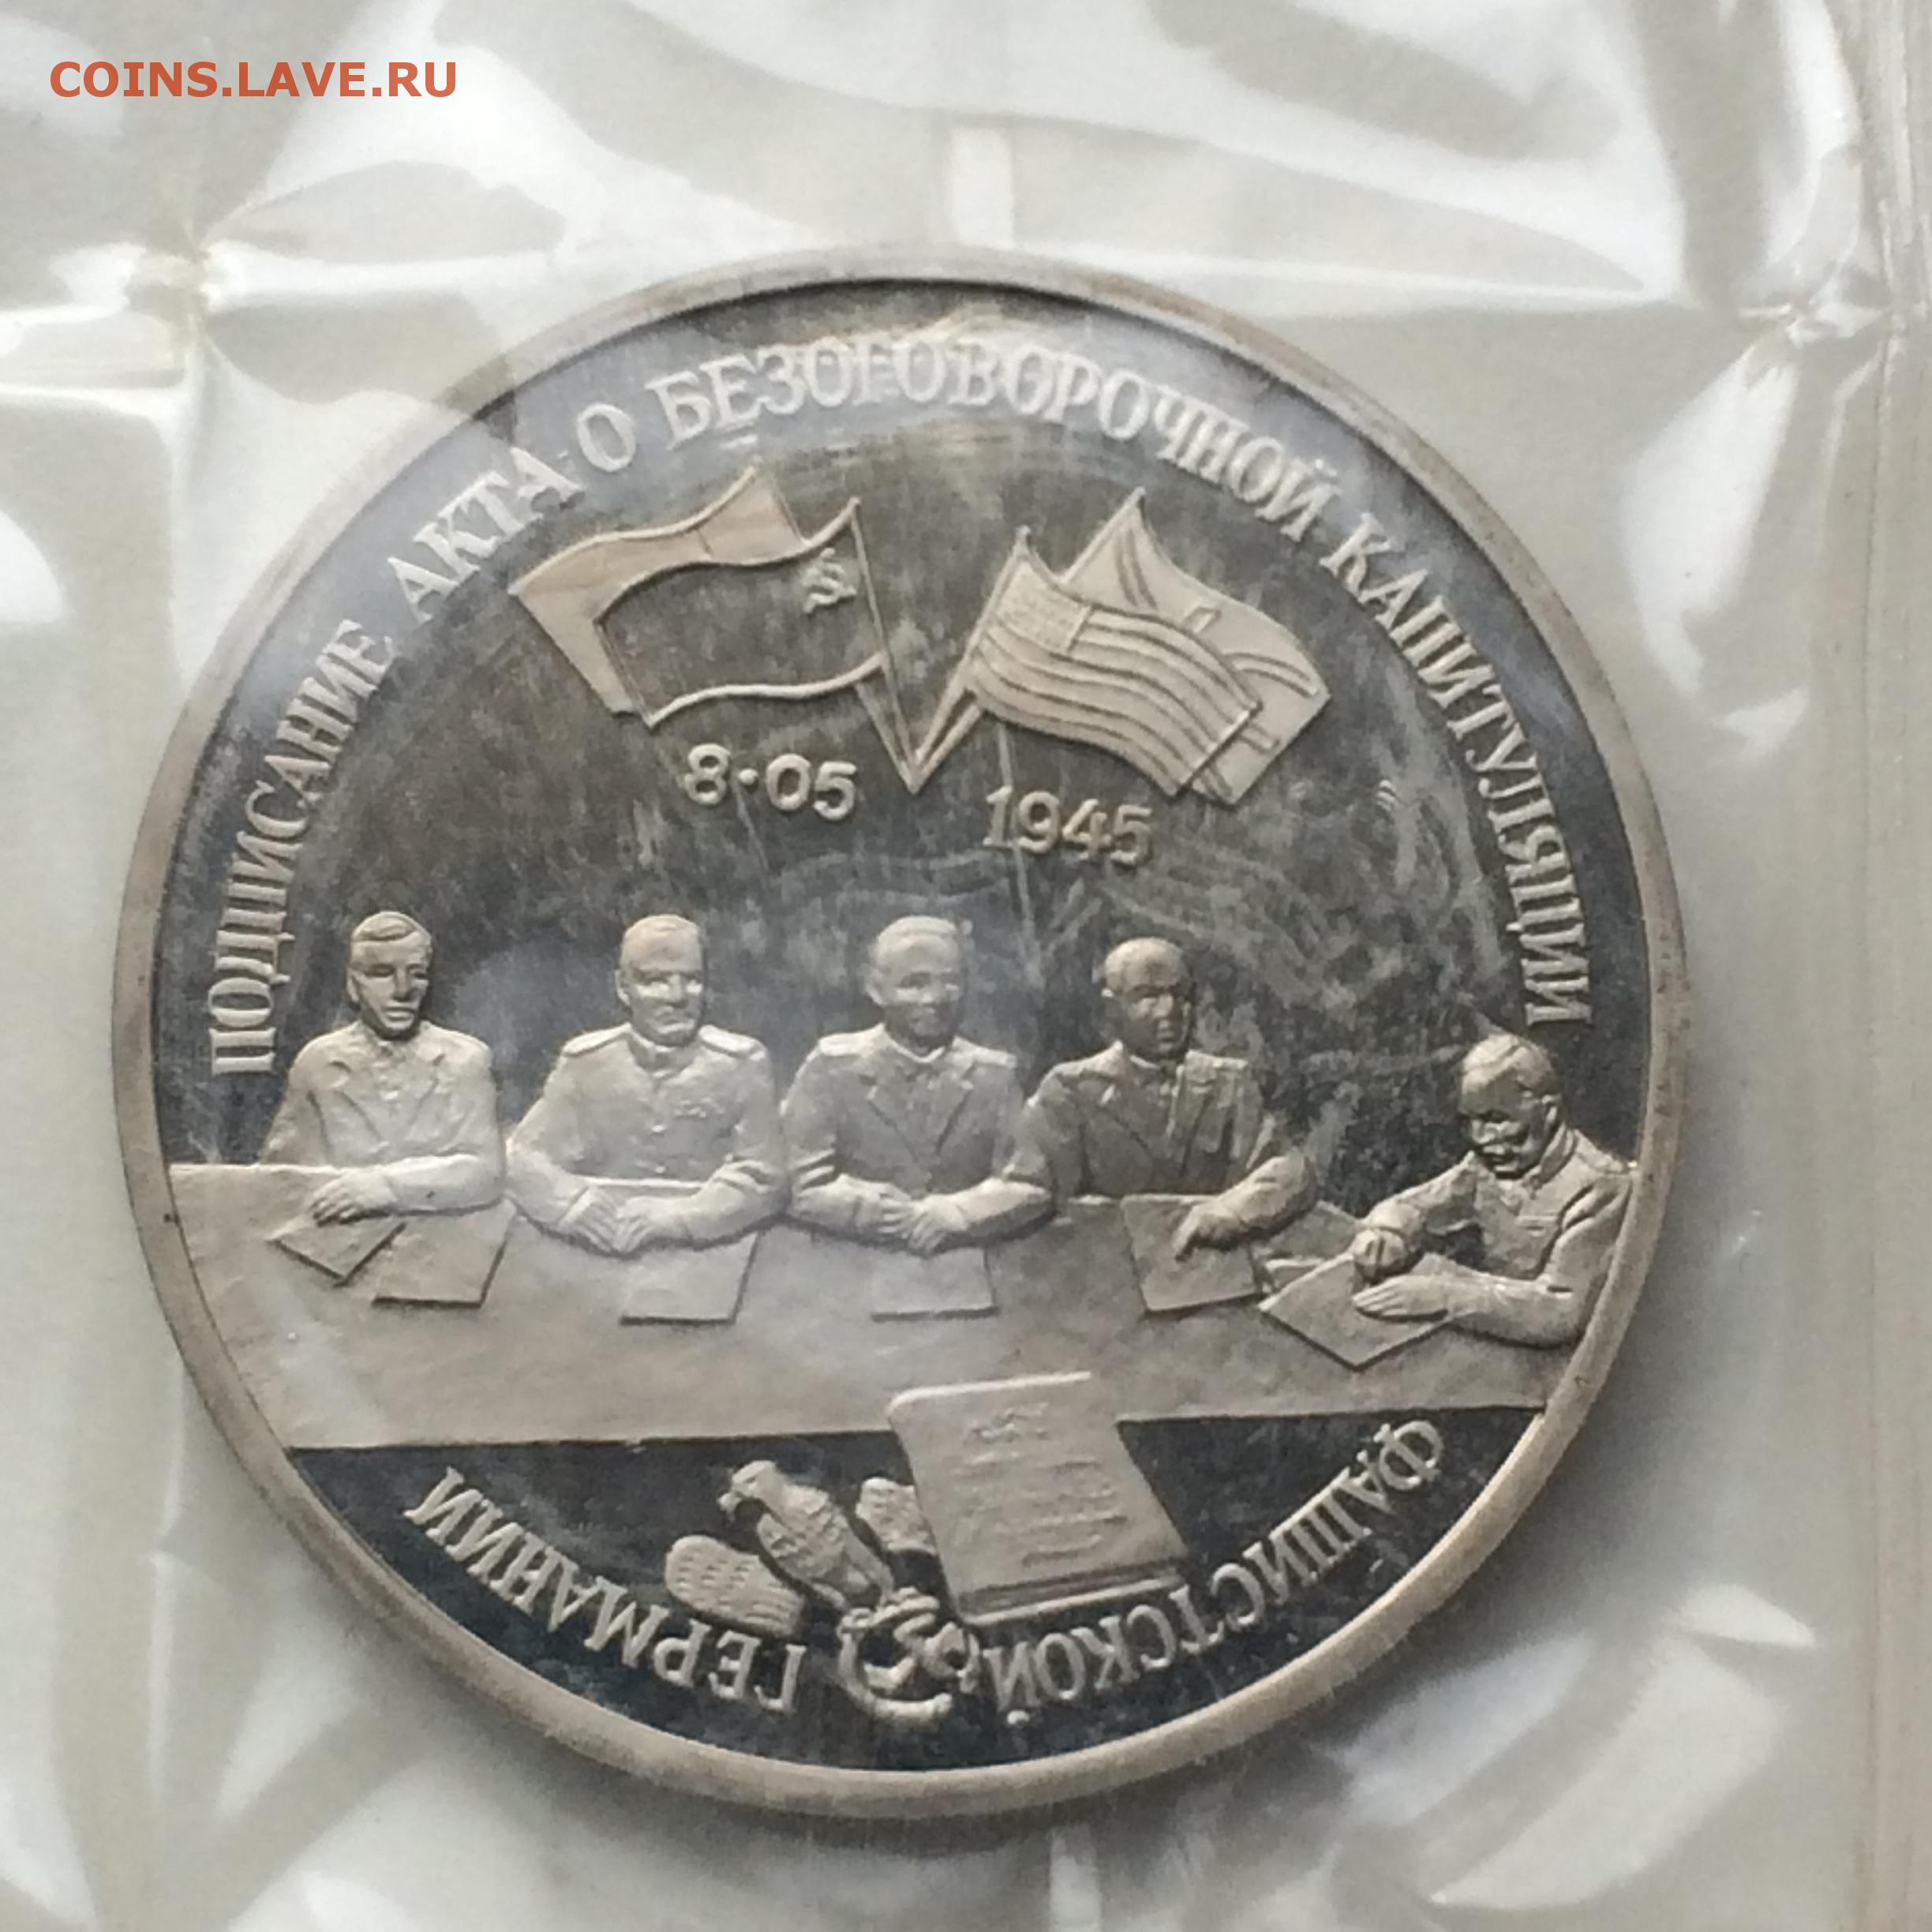 COINS.LAVE.RU
ПОДПИСАНИЕ АКТА О БЕЗОГОВОРОЧНОЙ КАПИТУЛЯЦИИ
8·05 1945
ФАШИСТСКОЙ ГЕРМАНИИ